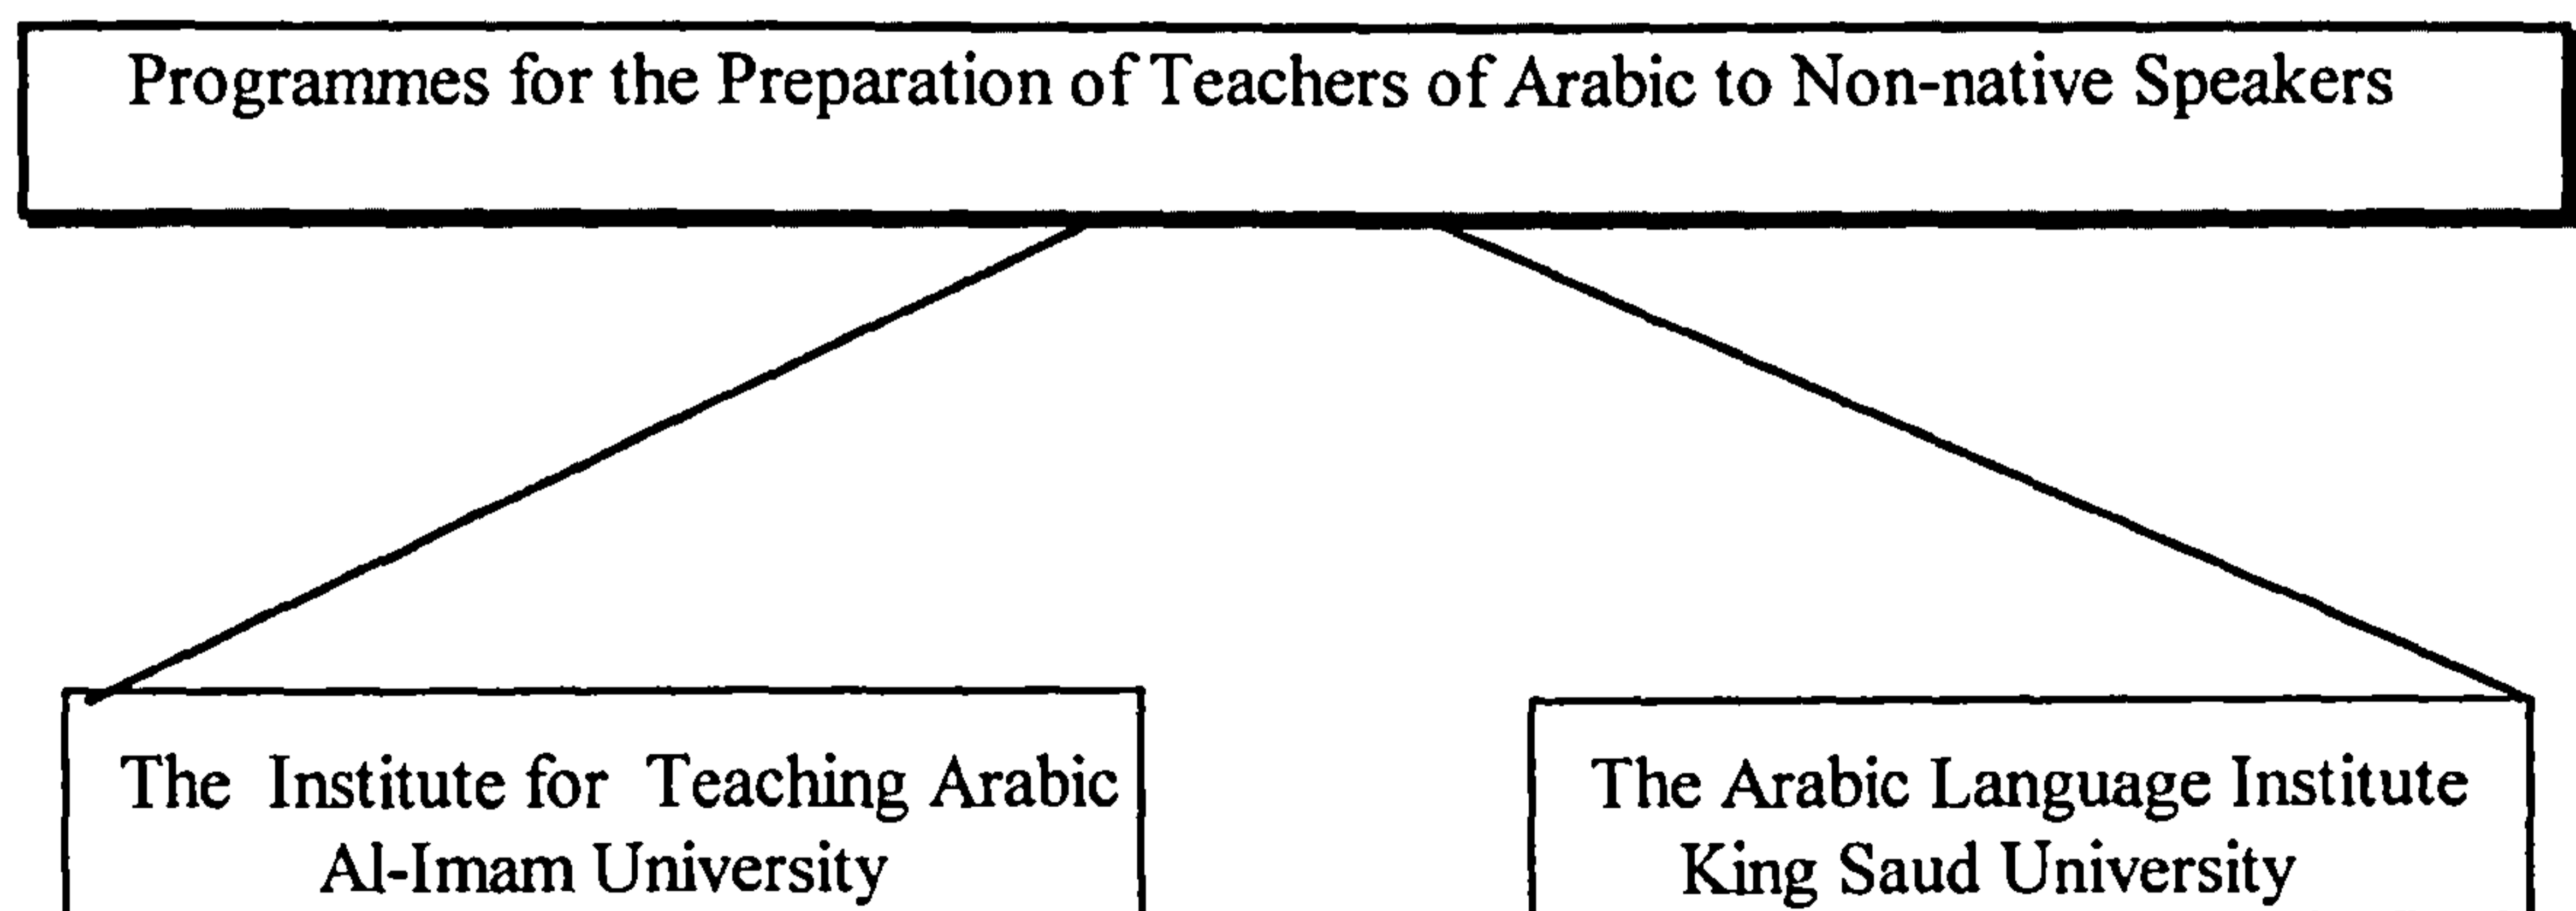 Programmes for the Preparation of Teachers of Arabic to Non-native Speakers
The Institute for Teaching Arabic
Al-Imam University
The Arabic Language Institute
King Saud University